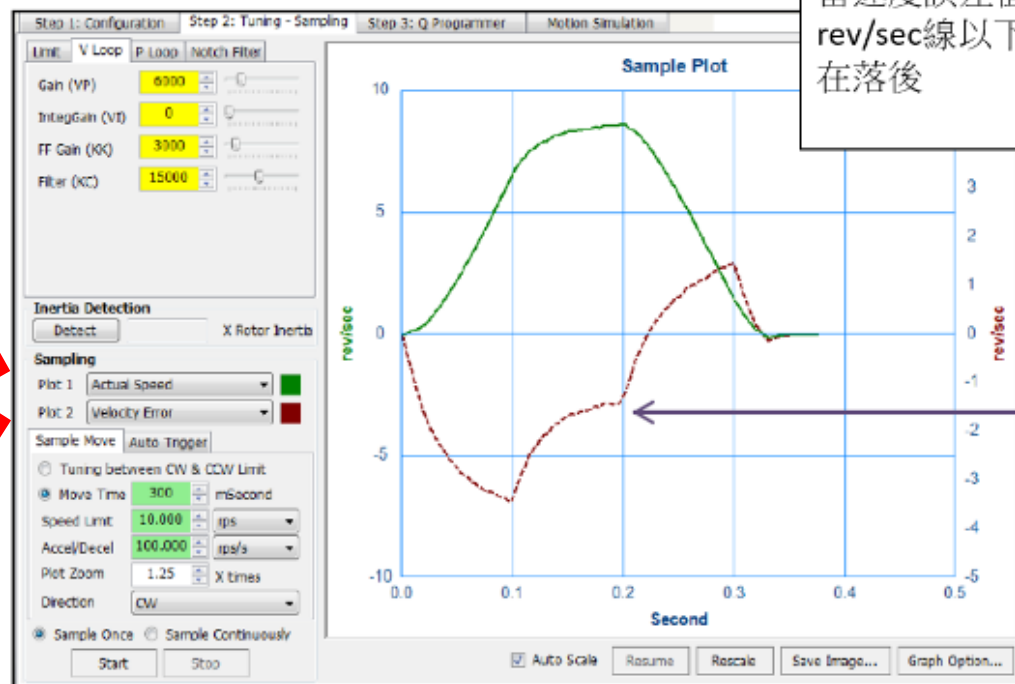 Step 1: Configuration
Step 2: Tuning - Sampling
Step 3: Q Programmer
Motion Simulation
rev/sec線以下
在落後
Limit
V Loop
P Loop
Notch Filter
Gain (VP)
6000
IntegGain (VI)
0
FF Gain (KK)
3000
Filter (KC)
15000
Inertia Detection
Detect
X Rotor Inertia
Sampling
Plot 1
Actual Speed
Plot 2
Velocity Error
Sample Move
Auto Trigger
Tuning between CW & CCW Limit
Move Time
300
mSecond
Speed Limit
10.000
rps
Accel/Decel
100.000
rps/s
Plot Zoom
1.25
X times
Direction
CW
Sample Once
Sample Continuously
Start
Stop
Sample Plot
rev/sec
10
5
0
-5
-10
0.0
0.1
0.2
0.3
0.4
0.5
Second
3
2
1
0
-1
-2
-3
-4
-5
rev/sec
Auto Scale
Resume
Rescale
Save Image...
Graph Option...